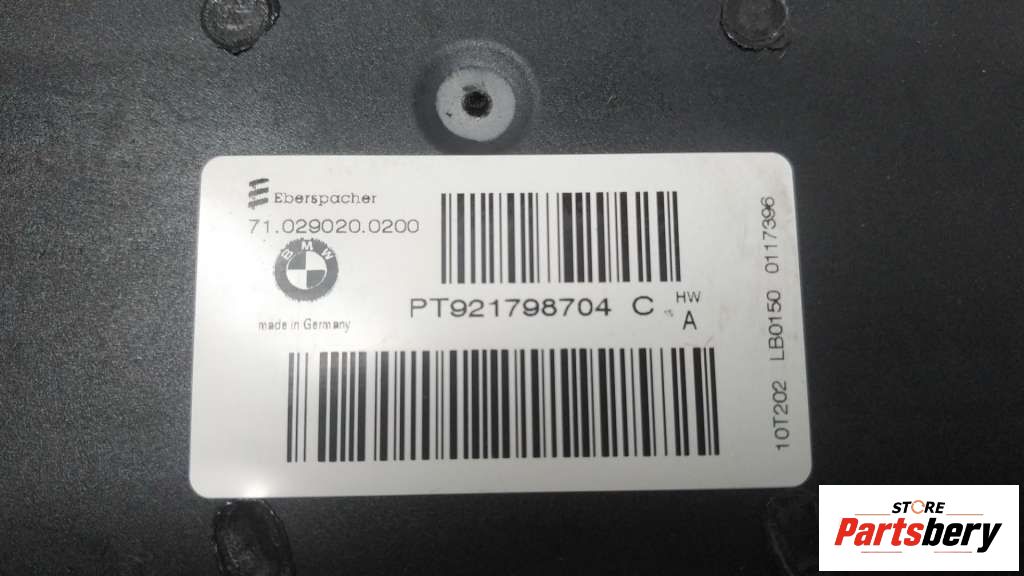 Eberspacher
71.029020.0200
BMW
made in Germany
PT921798704 C
HW
A
10T202 LB0150 0117396
STORE
Partsbery